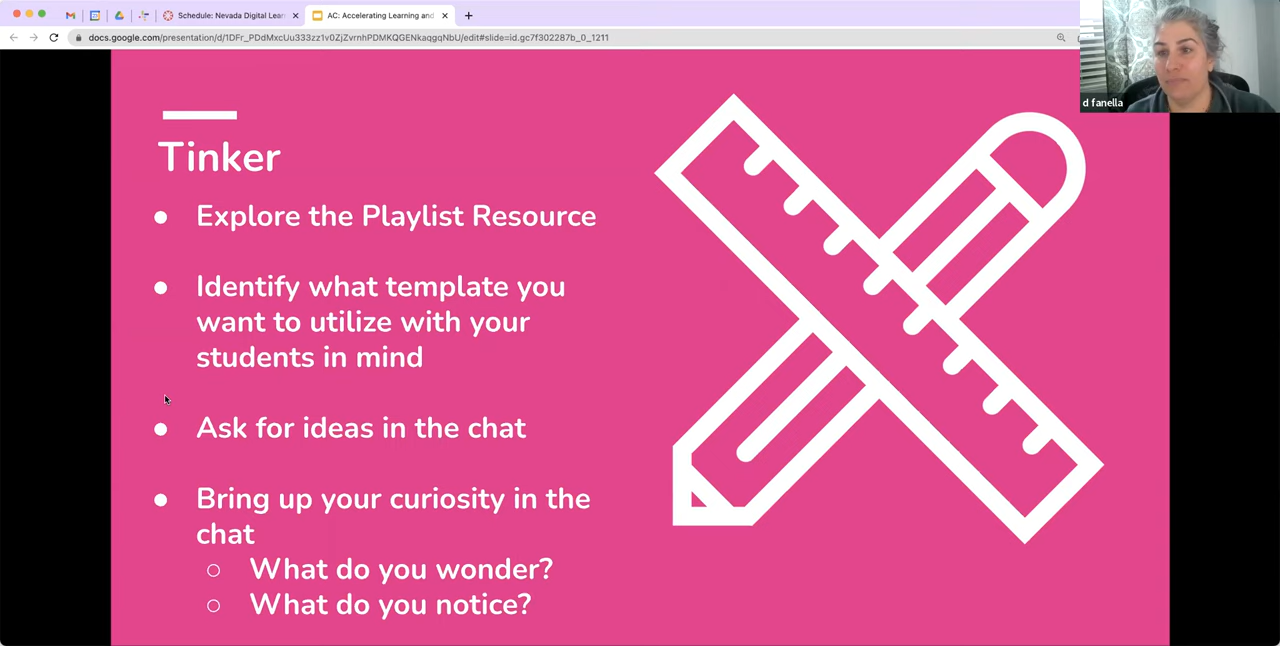 Schedule: Nevada Digital Lear
AC: Accelerating Learning and
docs.google.com/presentation/d/1DFr_PDdMxcUu333zz1v0ZjZvrnhPDMKQGENkaqgqNbU/edit#slide=id.gc7f302287b_0_1211
d fanella
Tinker
● Explore the Playlist Resource
● Identify what template you
want to utilize with your
students in mind
● Ask for ideas in the chat
● Bring up your curiosity in the
chat
○ What do you wonder?
○ What do you notice?